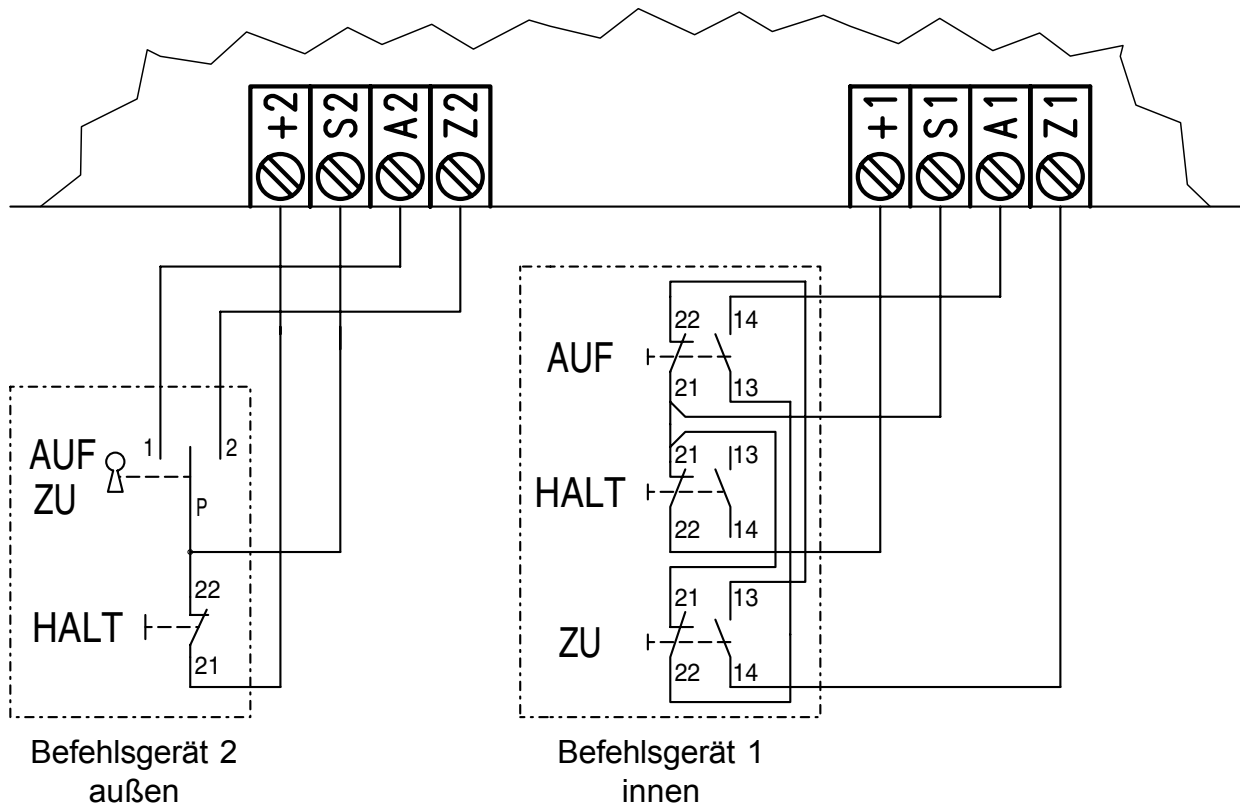 +2 S2 A2 Z2
+1 S1 A1 Z1
1 2
AUF
ZU
P
22
HALT
21
Befehlsgerät 2
außen
22 14
AUF
21 13
21 13
HALT
22 14
21 13
ZU
22 14
Befehlsgerät 1
innen